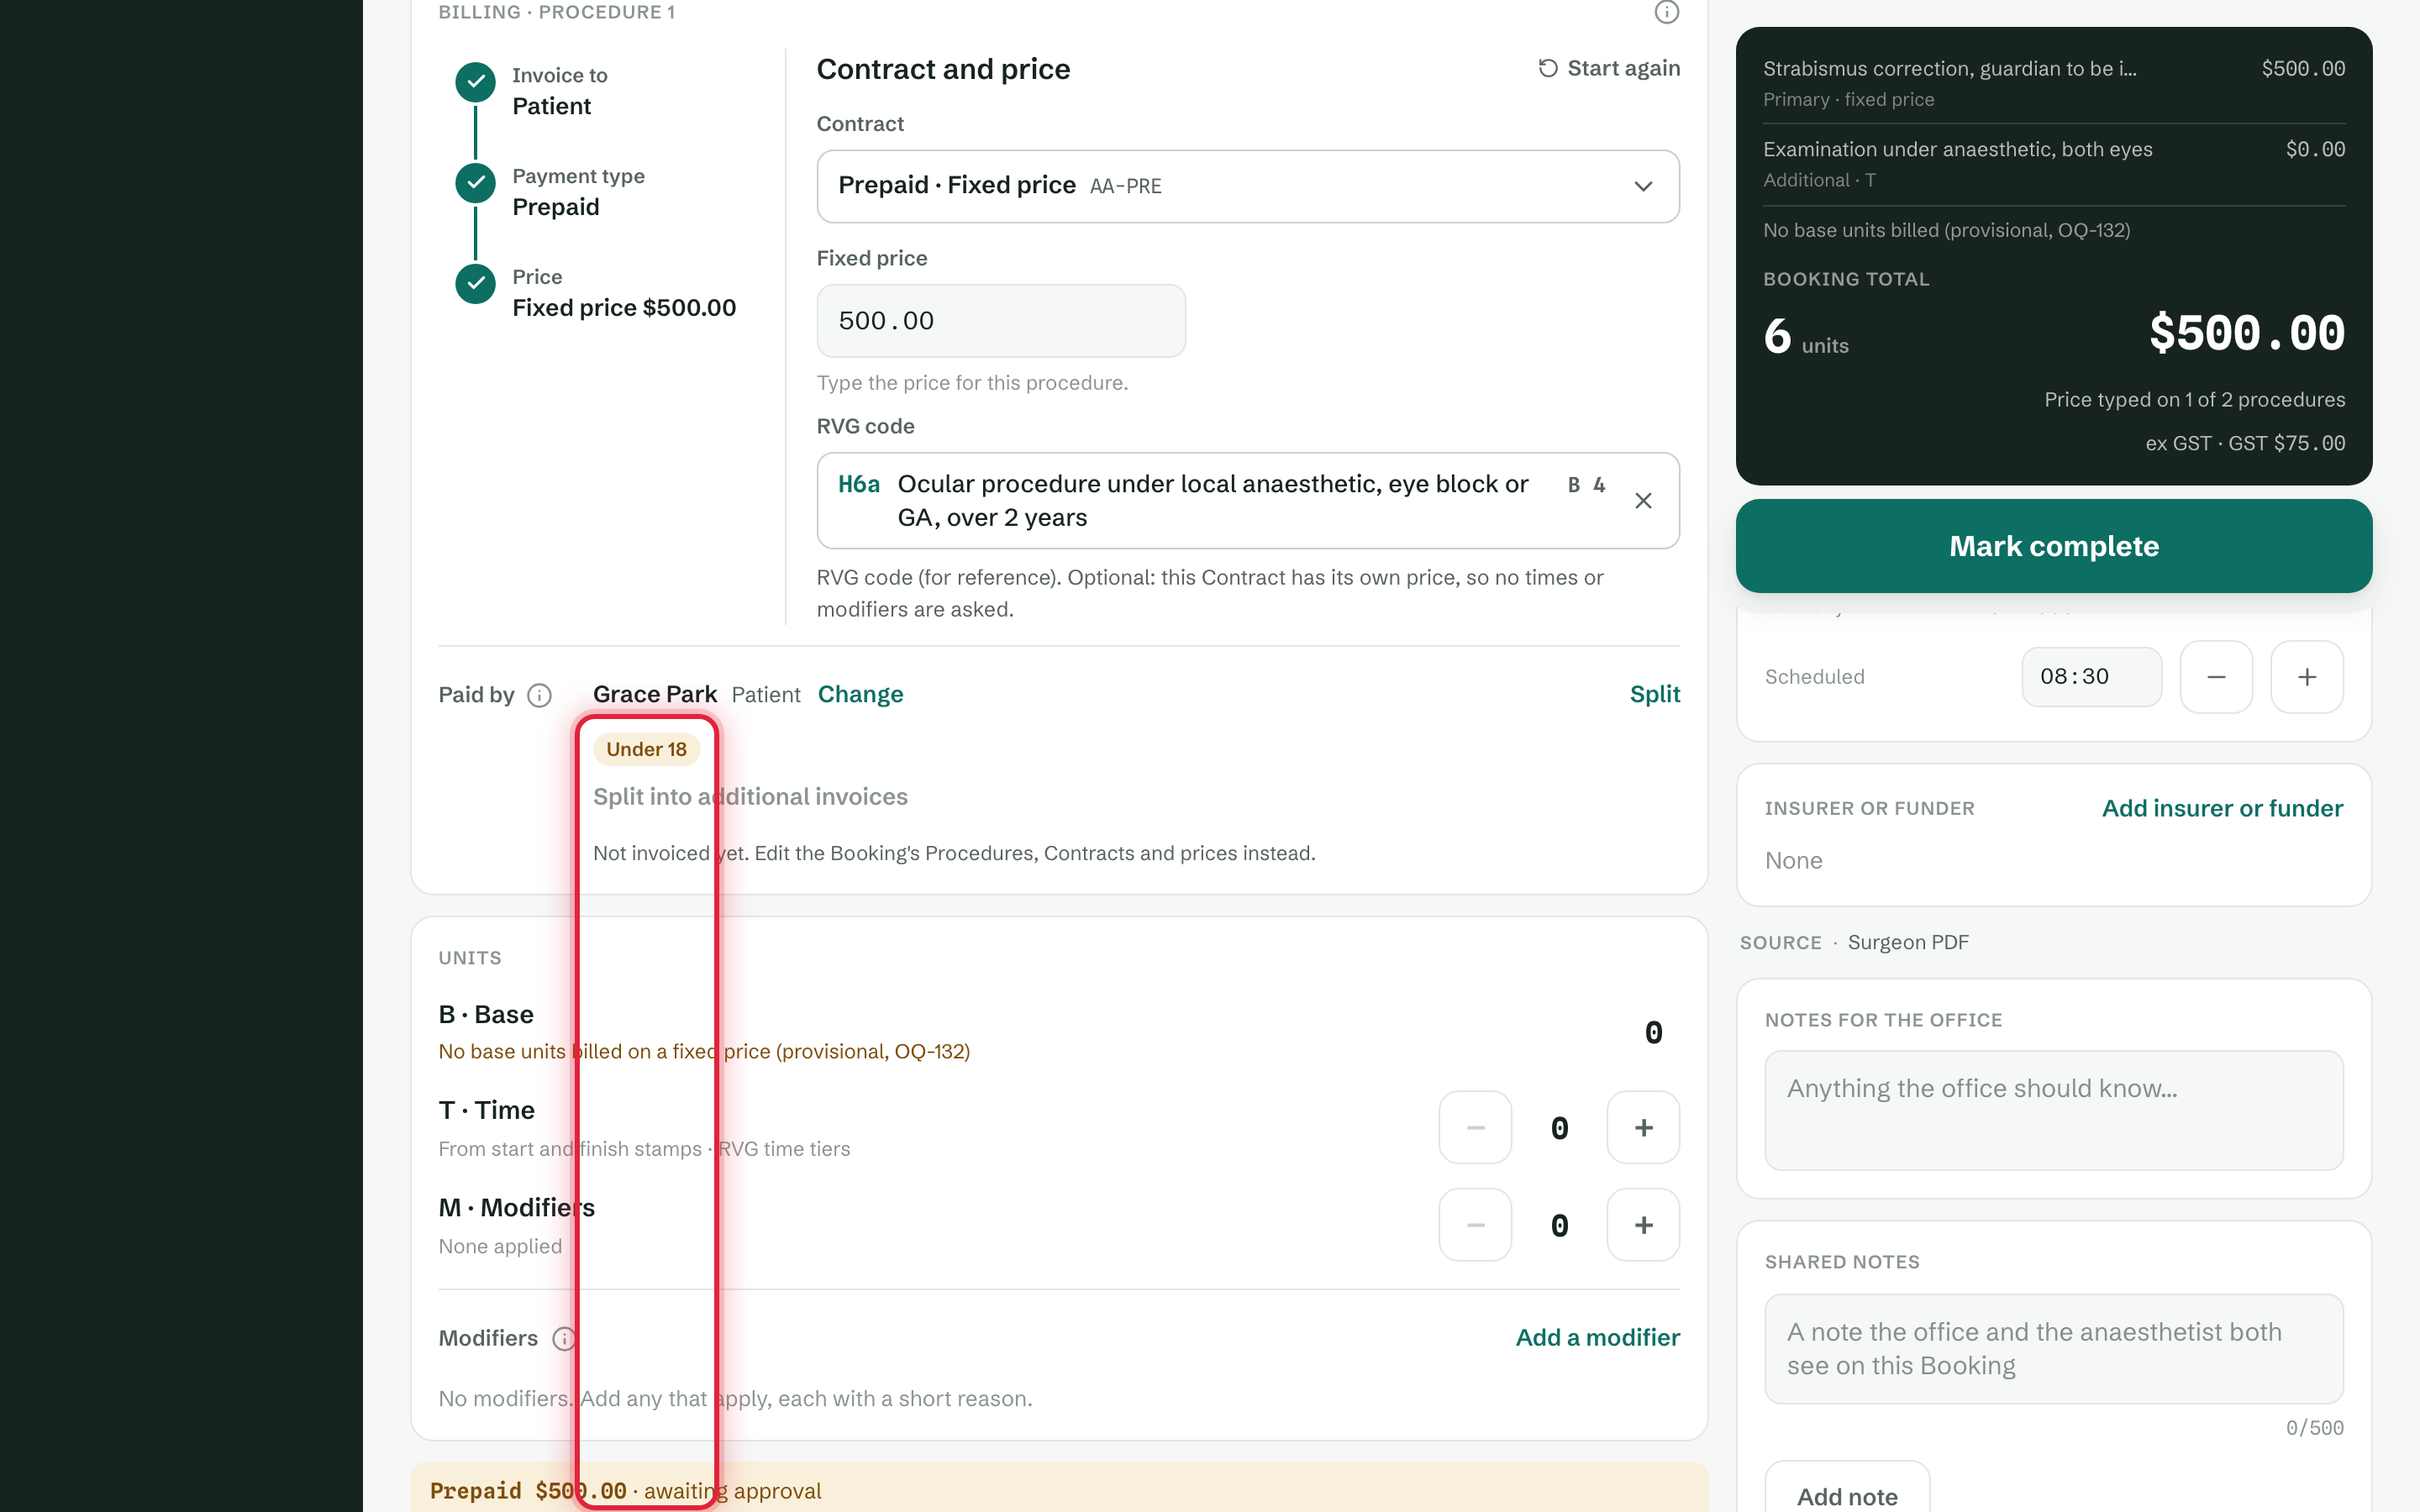 BILLING · PROCEDURE 1
Invoice to
Patient
Payment type
Prepaid
Price
Fixed price $500.00
Contract and price
Start again
Contract
Prepaid · Fixed price AA-PRE
Fixed price
500.00
Type the price for this procedure.
RVG code
H6a Ocular procedure under local anaesthetic, eye block or B 4
GA, over 2 years
RVG code (for reference). Optional: this Contract has its own price, so no times or
modifiers are asked.
Paid by Grace Park Patient Change Split
Under 18
Split into additional invoices
Not invoiced yet. Edit the Booking's Procedures, Contracts and prices instead.
UNITS
B · Base 0
No base units billed on a fixed price (provisional, OQ-132)
T · Time
From start and finish stamps · RVG time tiers
− 0 +
M · Modifiers
None applied
− 0 +
Modifiers Add a modifier
No modifiers. Add any that apply, each with a short reason.
Prepaid $500.00 · awaiting approval
Strabismus correction, guardian to be i... $500.00
Primary · fixed price
Examination under anaesthetic, both eyes $0.00
Additional · T
No base units billed (provisional, OQ-132)
BOOKING TOTAL
6 units $500.00
Price typed on 1 of 2 procedures
ex GST · GST $75.00
Mark complete
Scheduled 08:30 − +
INSURER OR FUNDER Add insurer or funder
None
SOURCE · Surgeon PDF
NOTES FOR THE OFFICE
Anything the office should know...
SHARED NOTES
A note the office and the anaesthetist both
see on this Booking
0/500
Add note